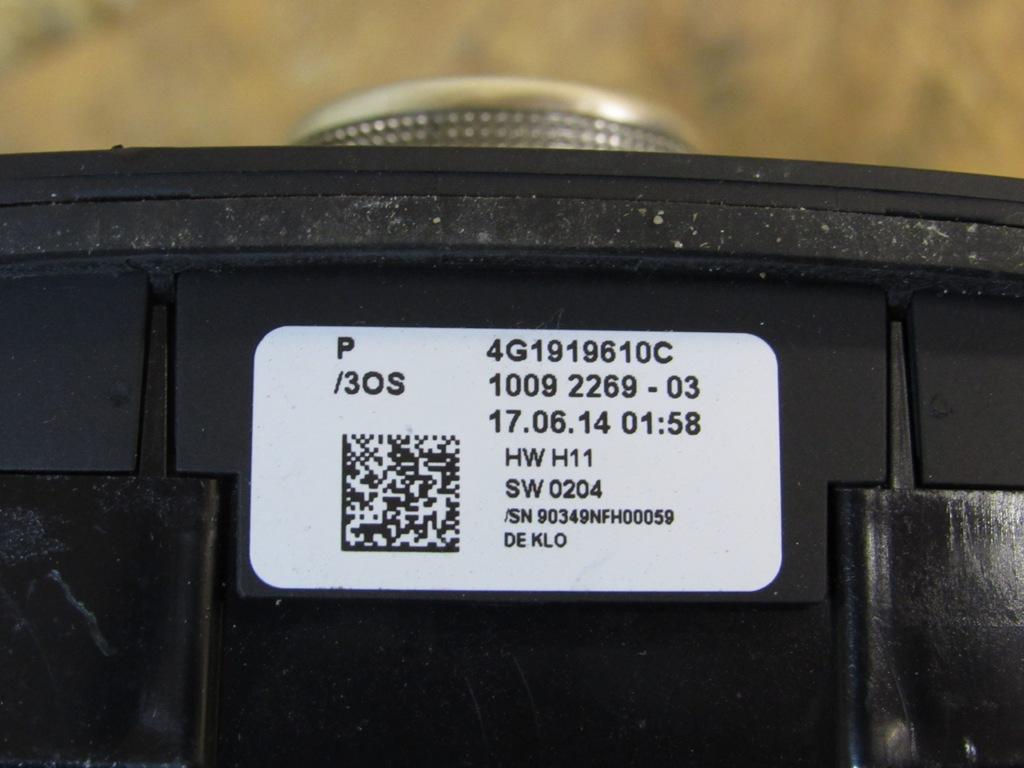 P 4G1919610C
/3OS 1009 2269 - 03
17.06.14 01:58
HW H11
SW 0204
/SN 90349NFH00059
DE KLO